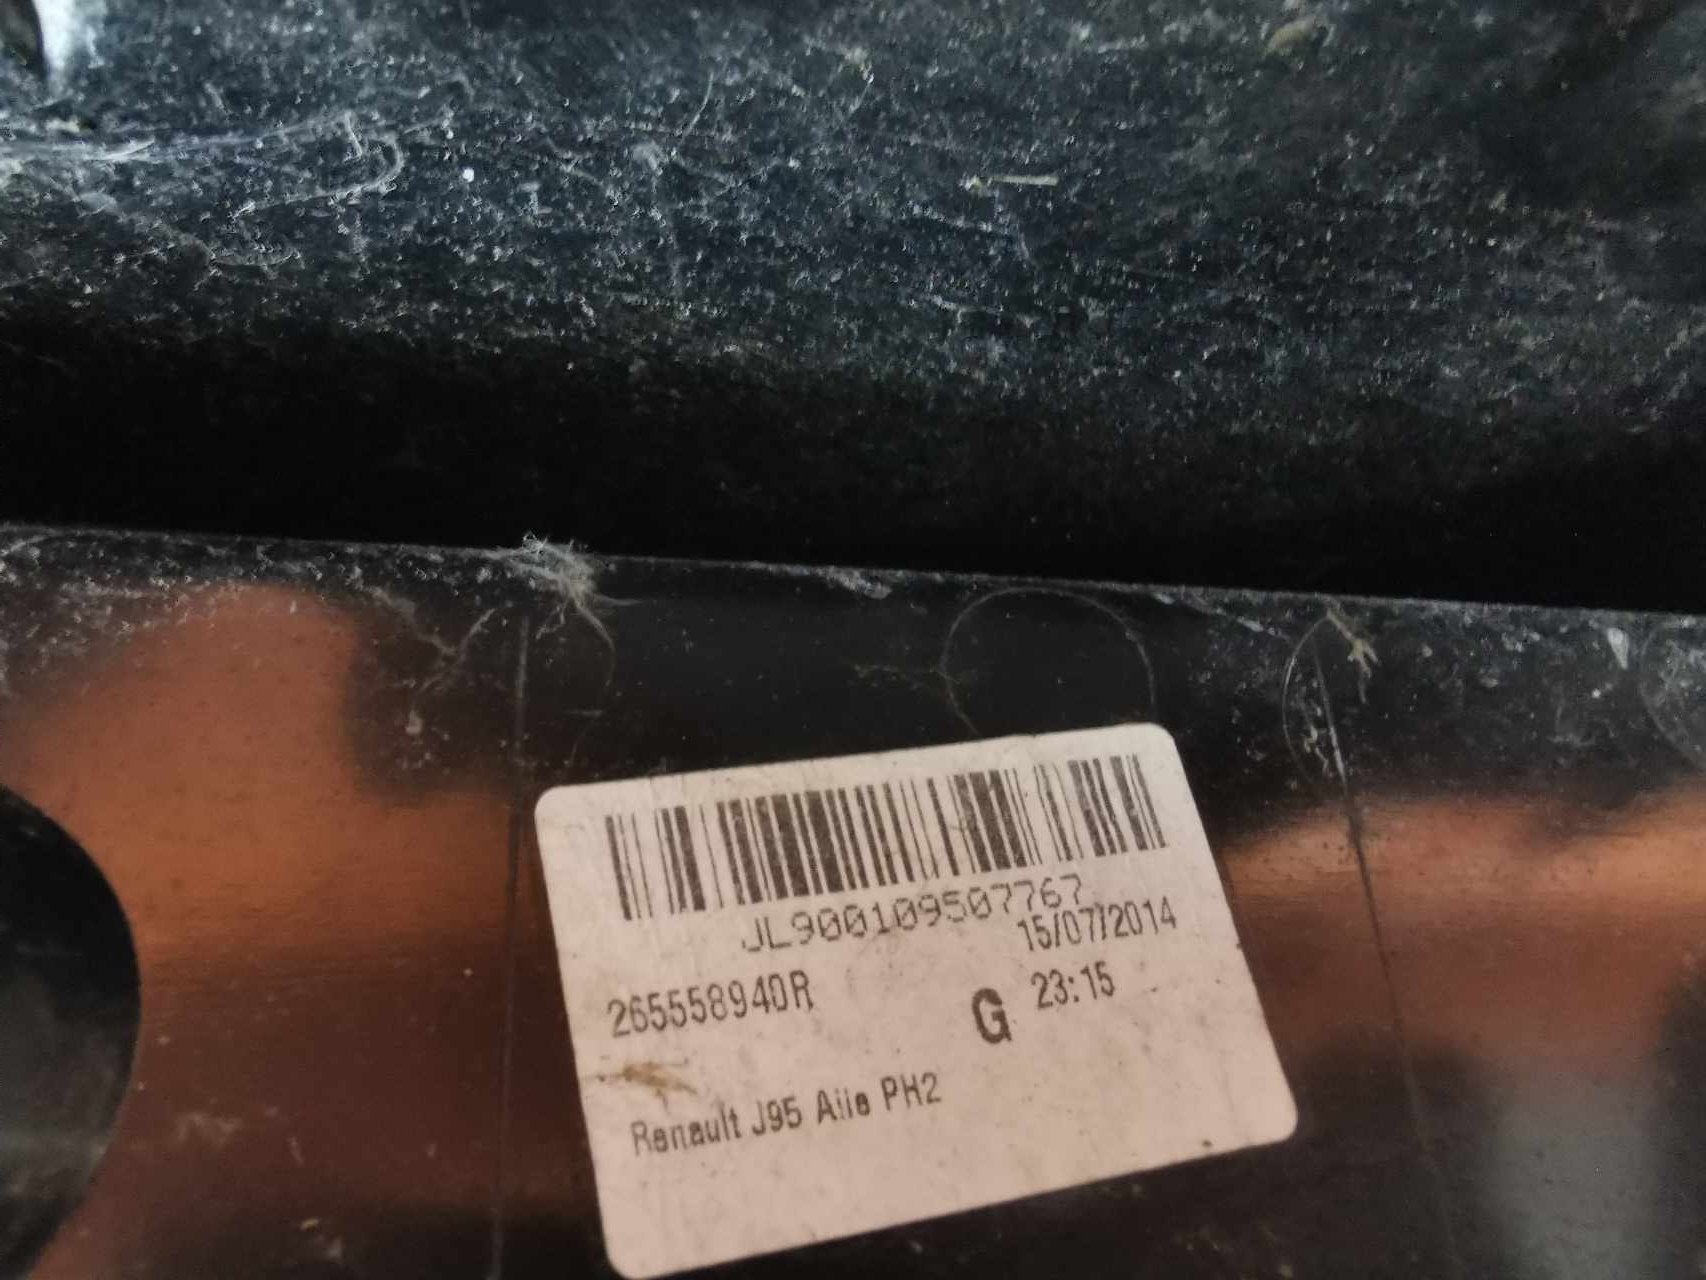 JL900109507767
15/07/2014
265558940R
G 23:15
Renault J95 Aile PH2